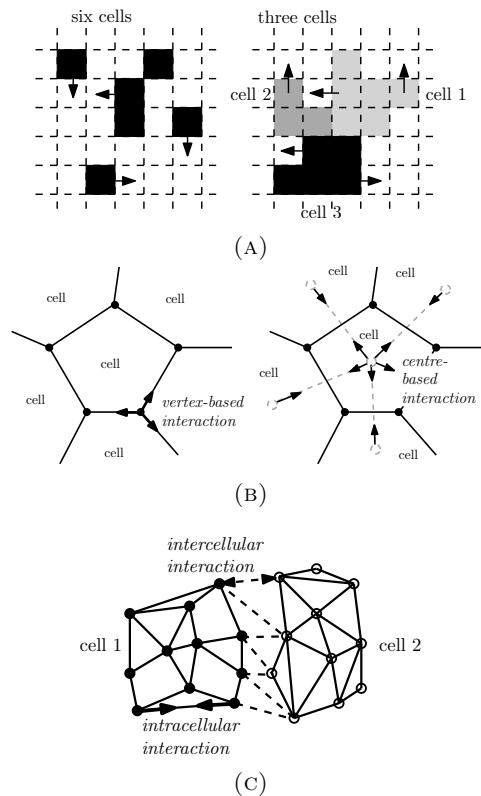 six cells
three cells
cell 2
cell 1
cell 3
(A)
cell
cell
cell
cell
cell
vertex-based
interaction
cell
cell
cell
cell
cell
centre-
based
interaction
(B)
intercellular
interaction
cell 1
cell 2
intracellular
interaction
(C)